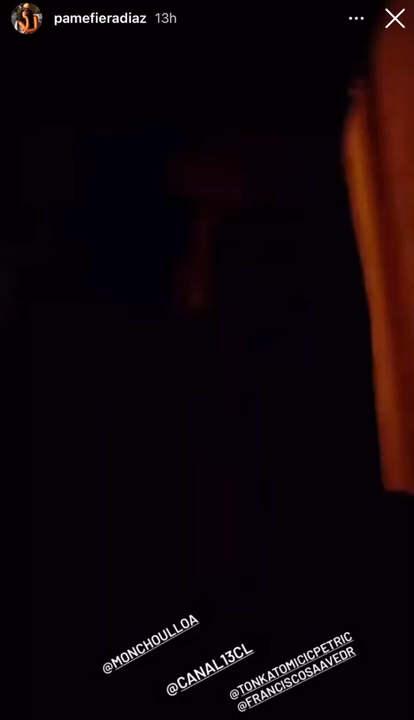 pamefieradiaz 13h
@MONCHOULLOA
@CANAL13CL
@TONKATOMICICPETRIC
@FRANCISCOSAAVEDR